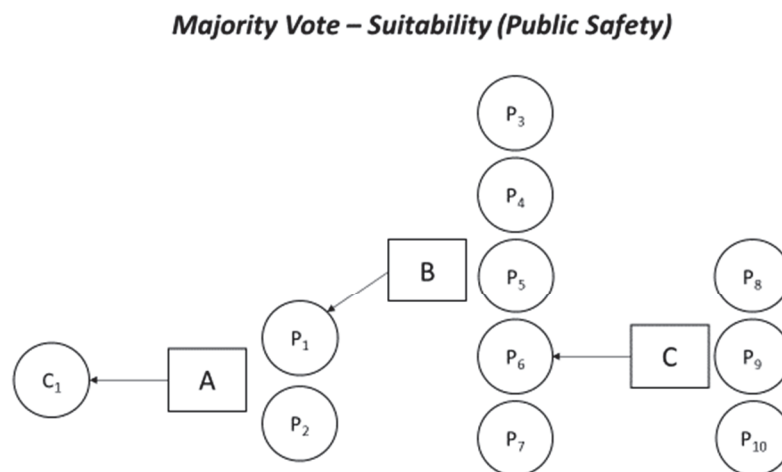 Majority Vote – Suitability (Public Safety)
P₃
P₄
B
P₅
P₈
P₁
C₁
A
P₆
C
P₉
P₂
P₇
P₁₀